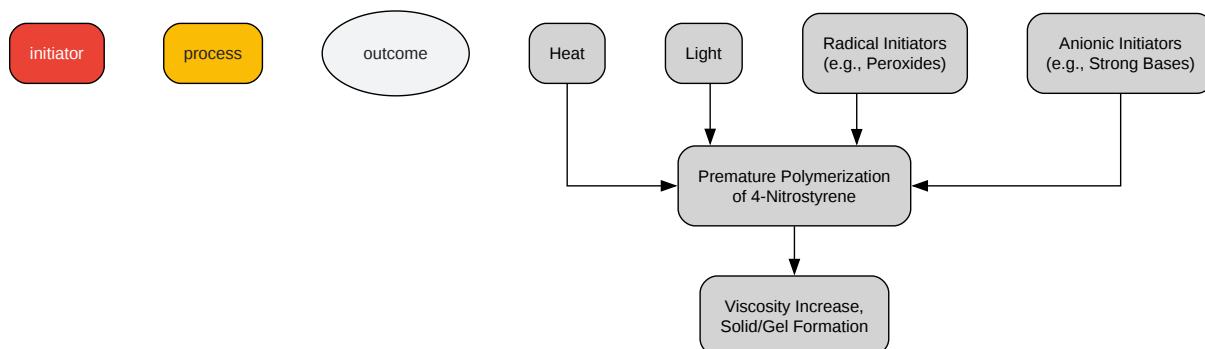 initiator
process
outcome
Heat
Light
Radical Initiators
(e.g., Peroxides)
Anionic Initiators
(e.g., Strong Bases)
Premature Polymerization
of 4-Nitrostyrene
Viscosity Increase,
Solid/Gel Formation